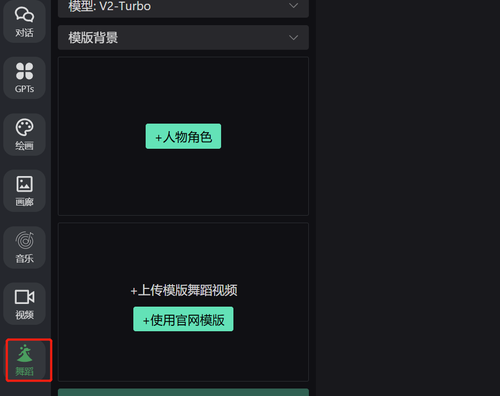 对话
GPTs
绘画
画廊
音乐
视频
舞蹈
模型: V2-Turbo
模版背景
+人物角色
+上传模版舞蹈视频
+使用官网模版